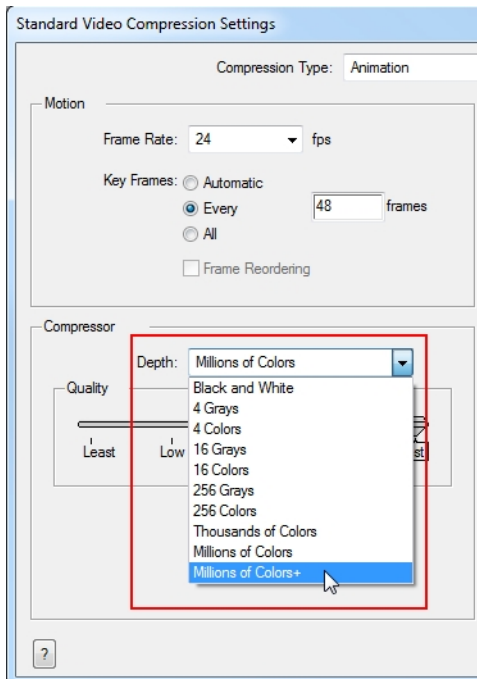 Standard Video Compression Settings
Compression Type: Animation
Motion
Frame Rate: 24 fps
Key Frames: Automatic
Every 48 frames
All
Frame Reordering
Compressor
Depth: Millions of Colors
Quality
Least Low
Black and White
4 Grays
4 Colors
16 Grays
16 Colors
256 Grays
256 Colors
Thousands of Colors
Millions of Colors
Millions of Colors+
?